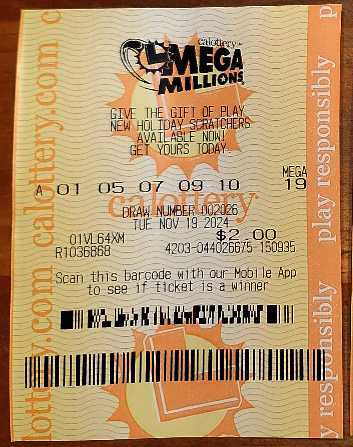 calottery
MEGA
MILLIONS
GIVE THE GIFT OF PLAY
NEW HOLIDAY SCRATCHERS
AVAILABLE NOW!
GET YOURS TODAY.
MEGA
A 01 05 07 09 10 19
calottery
DRAW NUMBER 002026
TUE NOV 19 2024
01VL64XM $2.00
R1036868 4203-044026675 150935
Scan this barcode with our Mobile App
to see if ticket is a winner
lottery.com calottery.com c
play responsibly play responsibly p